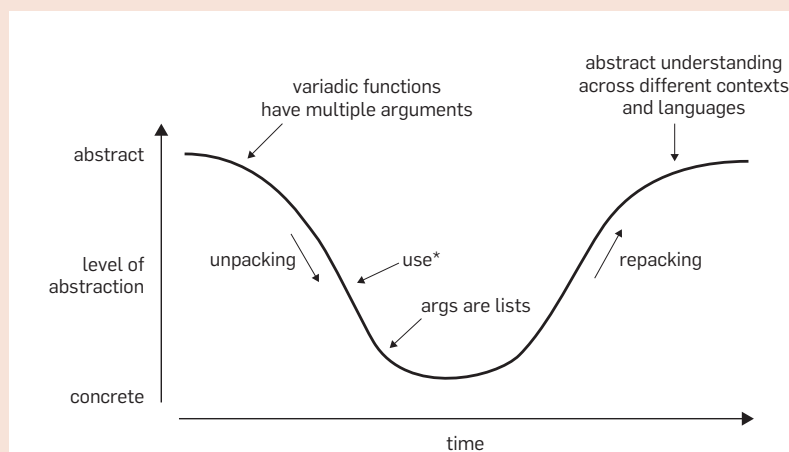 variadic functions
have multiple arguments
abstract understanding
across different contexts
and languages
abstract
level of
abstraction
unpacking
use*
repacking
args are lists
concrete
time